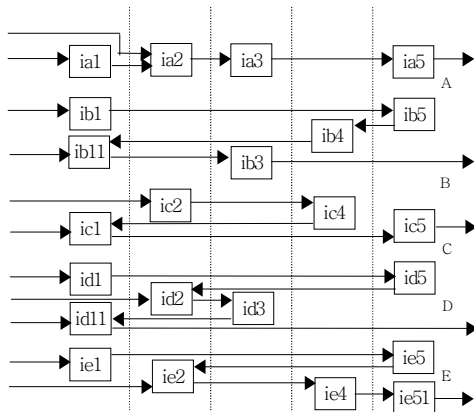 ia1 ia2 ia3 ia5
A
ib1 ib5
ib4
ib11 ib3
B
ic2 ic4
ic1 ic5
C
id1 id5
id2 id3
D
id11
ie1 ie5
ie2
E
ie4 ie51